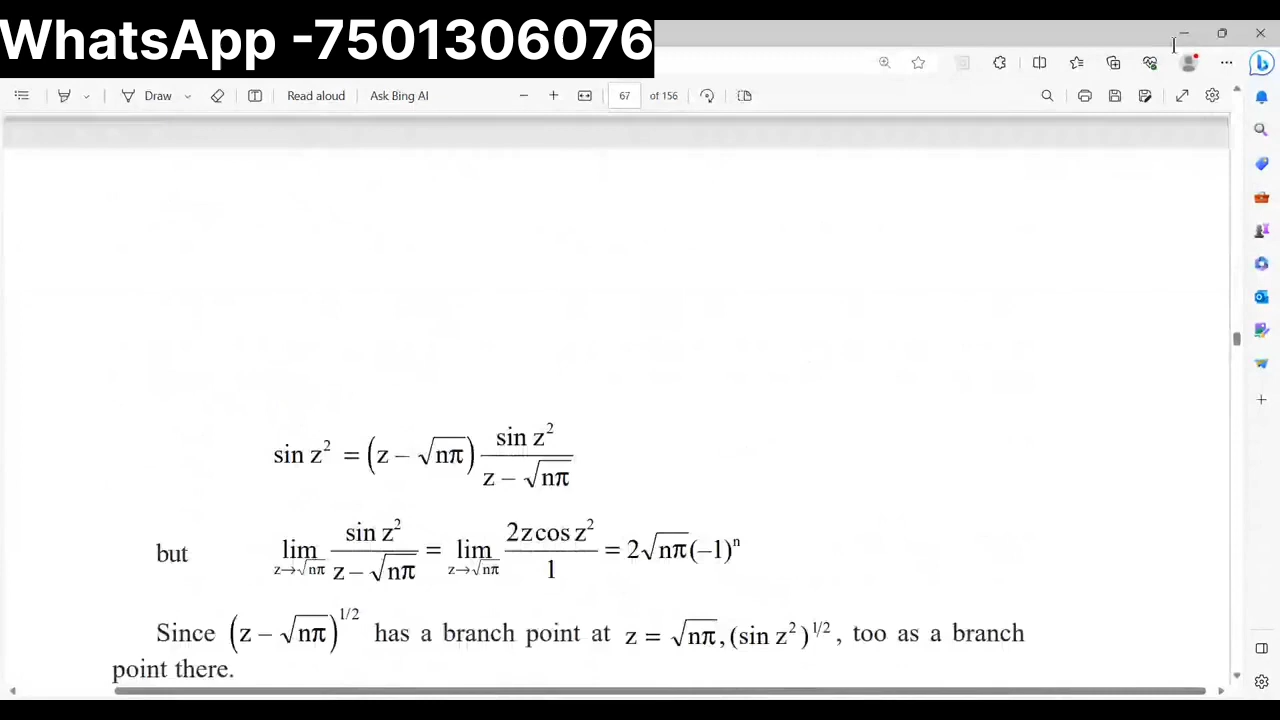 WhatsApp -7501306076
Draw
Read aloud
Ask Bing AI
67 of 156
sin z² = (z − √nπ) sin z² / (z − √nπ)
but lim z→√nπ sin z² / (z − √nπ) = lim z→√nπ 2z cos z² / 1 = 2√nπ(−1)ⁿ
Since (z − √nπ)^1/2 has a branch point at z = √nπ, (sin z²)^1/2, too as a branch
point there.